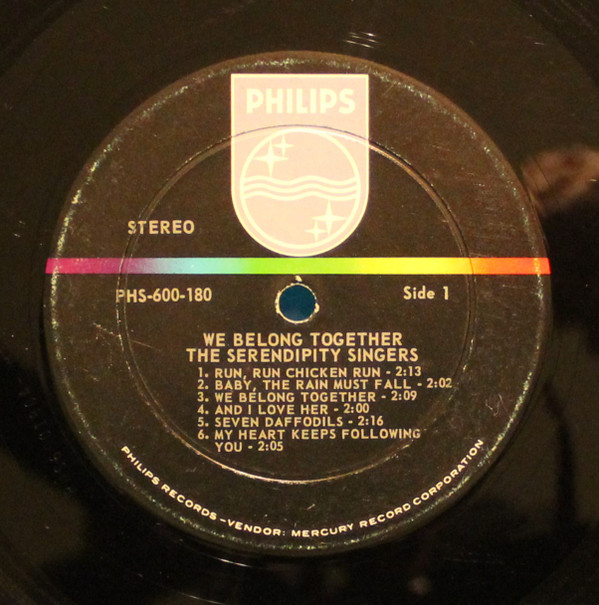 PHILIPS
STEREO
PHS-600-180
Side 1
WE BELONG TOGETHER
THE SERENDIPITY SINGERS
1. RUN, RUN CHICKEN RUN - 2:13
2. BABY, THE RAIN MUST FALL - 2:02
3. WE BELONG TOGETHER - 2:09
4. AND I LOVE HER - 2:00
5. SEVEN DAFFODILS - 2:16
6. MY HEART KEEPS FOLLOWING
YOU - 2:05
PHILIPS RECORDS -VENDOR: MERCURY RECORD CORPORATION